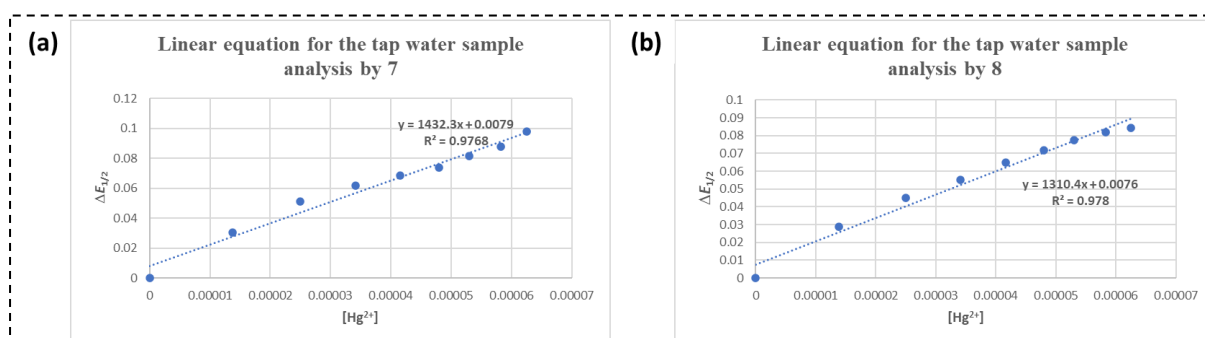 (a)
Linear equation for the tap water sample
analysis by 7
0.12
0.1
0.08
0.06
0.04
0.02
0
y = 1432.3x + 0.0079
R² = 0.9768
ΔE1/2
0 0.00001 0.00002 0.00003 0.00004 0.00005 0.00006 0.00007
[Hg²⁺]
(b)
Linear equation for the tap water sample
analysis by 8
0.1
0.09
0.08
0.07
0.06
0.05
0.04
0.03
0.02
0.01
0
y = 1310.4x + 0.0076
R² = 0.978
ΔE1/2
0 0.00001 0.00002 0.00003 0.00004 0.00005 0.00006 0.00007
[Hg²⁺]